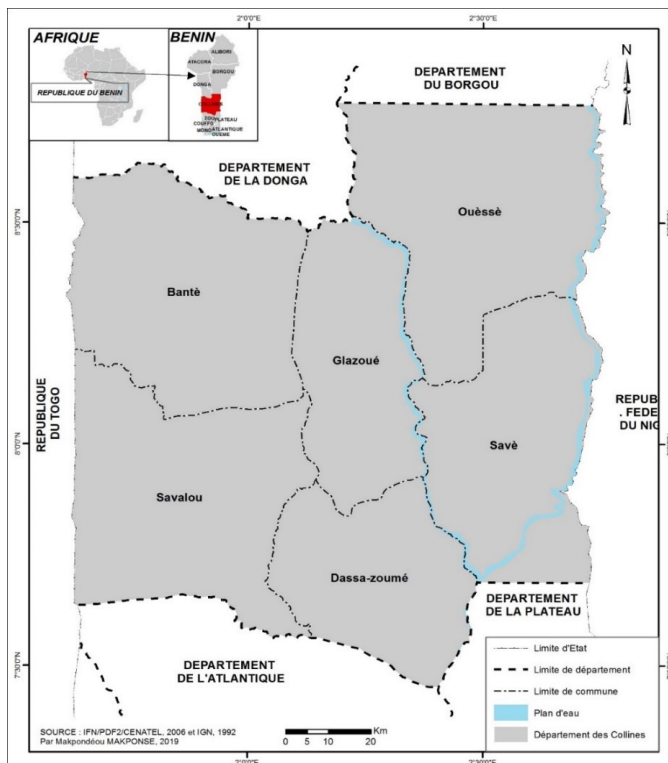 2°0'0"E
2°30'0"E
AFRIQUE
REPUBLIQUE DU BENIN
BENIN
ALIBORI
ATACORA
BORGOU
DONGA
COLLINES
ZOU
PLATEAU
COUFFO
MONO
ATLANTIQUE
OUEME
N
DEPARTEMENT
DU BORGOU
DEPARTEMENT
DE LA DONGA
8°30'0"N
Ouèssè
Bantè
Glazoué
REPUBLIQUE
DU TOGO
REPUB
. FEDE
DU NIG
8°0'0"N
Savè
Savalou
Dassa-zoumé
DEPARTEMENT
DE LA PLATEAU
DEPARTEMENT
DE L'ATLANTIQUE
7°30'0"N
Limite d'Etat
Limite de département
Limite de commune
Plan d'eau
Département des Collines
SOURCE : IFN/PDF2/CENATEL, 2006 et IGN, 1992
Par Makpondéou MAKPONSE, 2019
Km
0 5 10 20
2°0'0"E
2°30'0"E